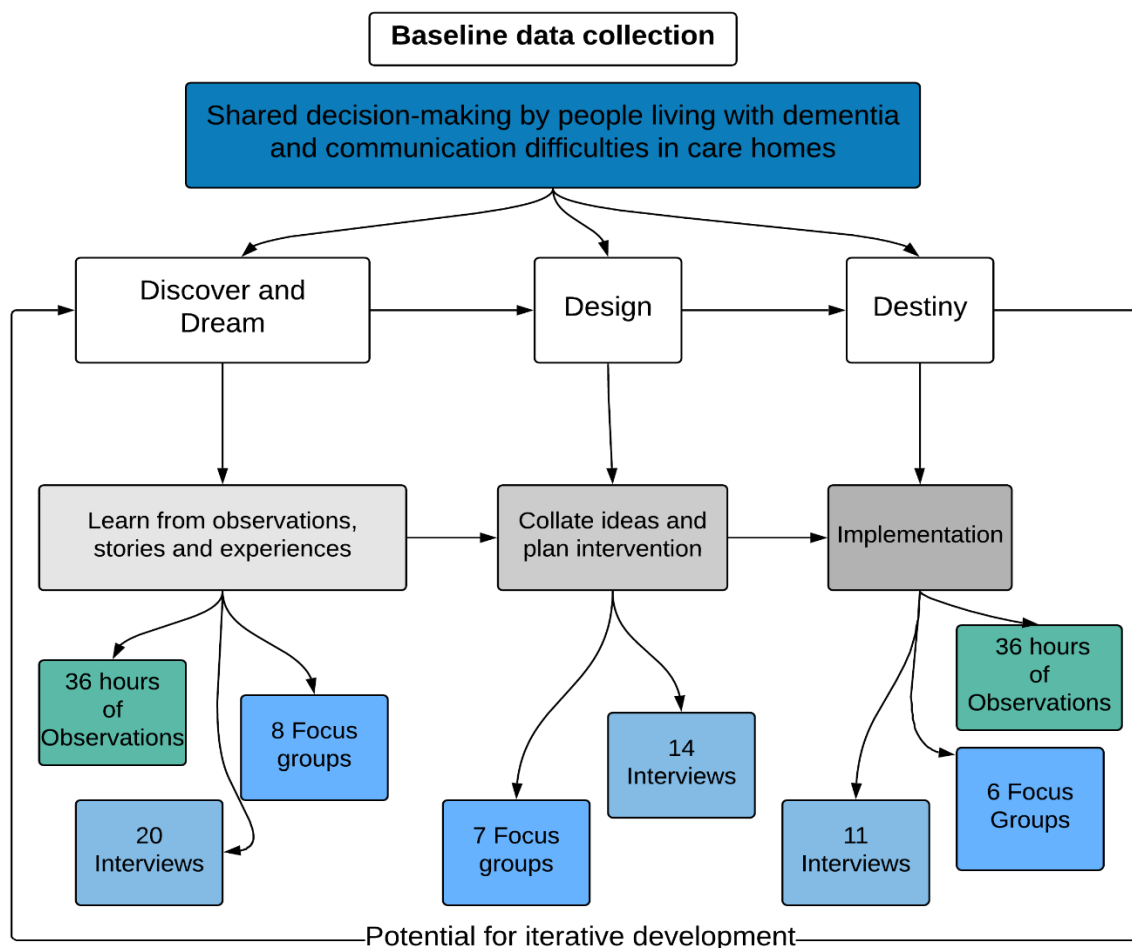 Baseline data collection
Shared decision-making by people living with dementia
and communication difficulties in care homes
Discover and
Dream
Design
Destiny
Learn from observations,
stories and experiences
Collate ideas and
plan intervention
Implementation
36 hours
of
Observations
8 Focus
groups
20
Interviews
7 Focus
groups
14
Interviews
11
Interviews
36 hours
of
Observations
6 Focus
Groups
Potential for iterative development